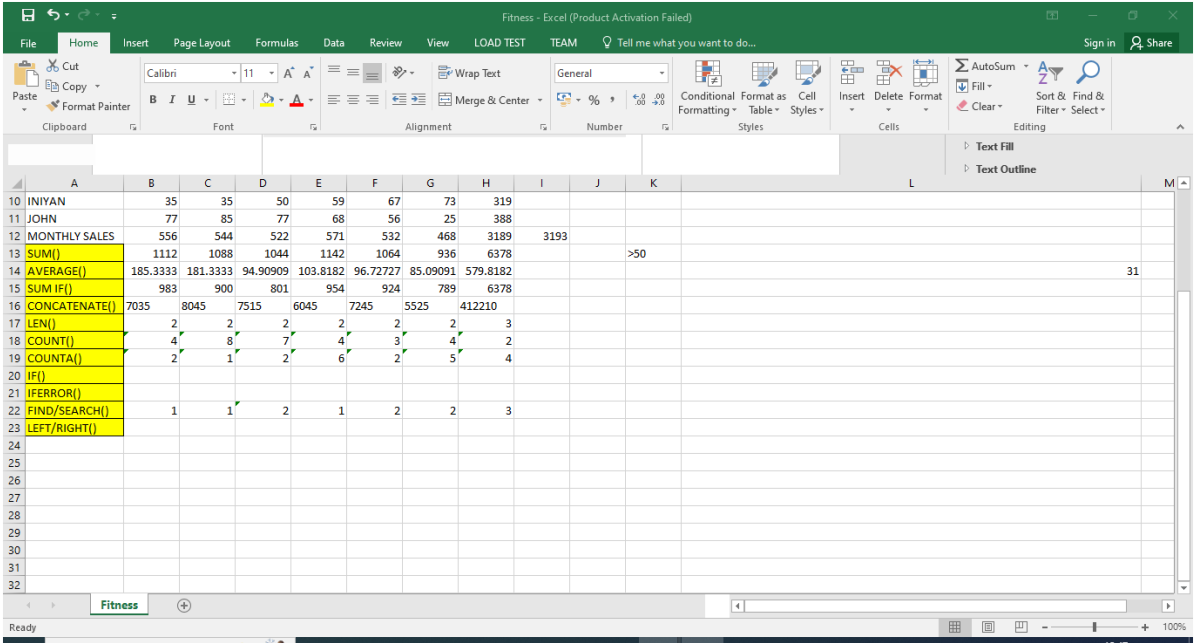 Fitness - Excel (Product Activation Failed)
File Home Insert Page Layout Formulas Data Review View LOAD TEST TEAM Tell me what you want to do... Sign in Share
Cut
Copy
Format Painter
Paste
Clipboard
Calibri 11
B I U
Font
Wrap Text
Merge & Center
Alignment
General
% ,
Number
Conditional Formatting
Format as Table
Cell Styles
Styles
Insert Delete Format
Cells
AutoSum
Fill
Clear
Sort & Filter
Find & Select
Editing
Text Fill
Text Outline
A B C D E F G H I J K L M
10 INIYAN 35 35 50 59 67 73 319
11 JOHN 77 85 77 68 56 25 388
12 MONTHLY SALES 556 544 522 571 532 468 3189 3193
13 SUM() 1112 1088 1044 1142 1064 936 6378 >50
14 AVERAGE() 185.3333 181.3333 94.90909 103.8182 96.72727 85.09091 579.8182 31
15 SUM IF() 983 900 801 954 924 789 6378
16 CONCATENATE() 7035 8045 7515 6045 7245 5525 412210
17 LEN() 2 2 2 2 2 2 3
18 COUNT() 4 8 7 4 3 4 2
19 COUNTA() 2 1 2 6 2 5 4
20 IF()
21 IFERROR()
22 FIND/SEARCH() 1 1 2 1 2 2 3
23 LEFT/RIGHT()
24
25
26
27
28
29
30
31
32
Fitness
Ready 100%